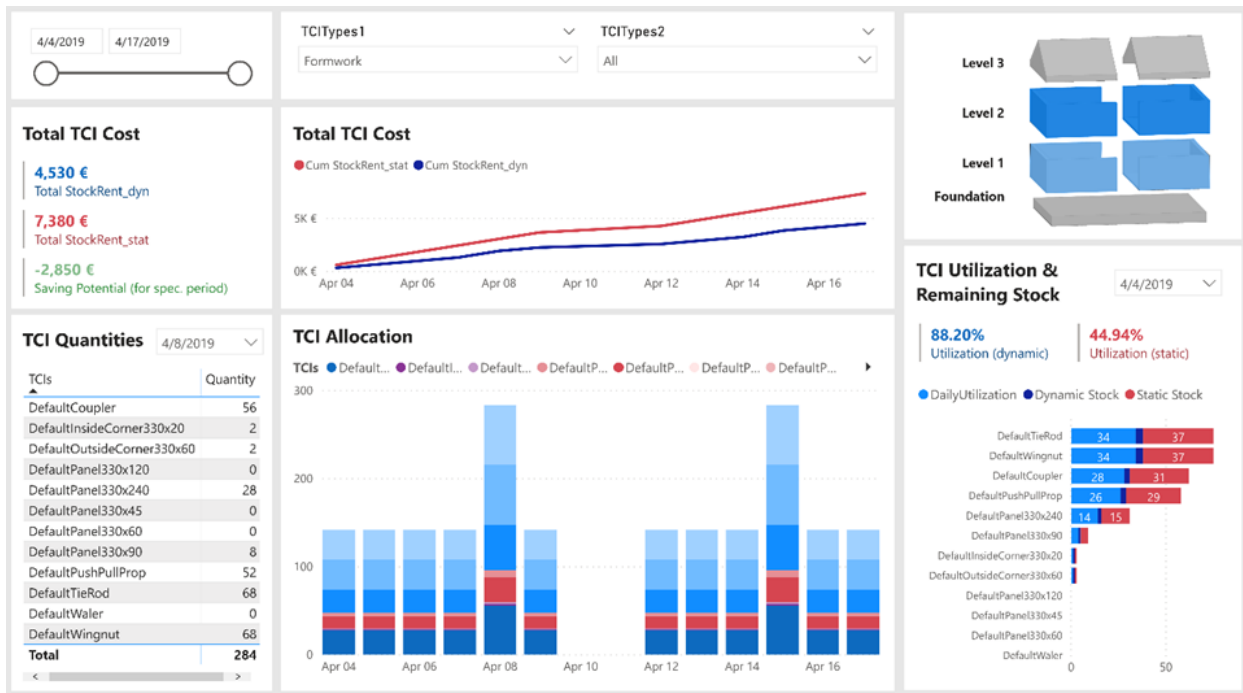 4/4/2019 4/17/2019
TCITypes1
Formwork
TCITypes2
All
Level 3
Level 2
Level 1
Foundation
Total TCI Cost
4,530 €
Total StockRent_dyn
7,380 €
Total StockRent_stat
-2,850 €
Saving Potential (for spec. period)
Total TCI Cost
Cum StockRent_stat Cum StockRent_dyn
5K €
0K €
Apr 04 Apr 06 Apr 08 Apr 10 Apr 12 Apr 14 Apr 16
TCI Quantities 4/8/2019
TCIs Quantity
DefaultCoupler 56
DefaultInsideCorner330x20 2
DefaultOutsideCorner330x60 2
DefaultPanel330x120 0
DefaultPanel330x240 28
DefaultPanel330x45 0
DefaultPanel330x60 0
DefaultPanel330x90 8
DefaultPushPullProp 52
DefaultTieRod 68
DefaultWaler 0
DefaultWingnut 68
Total 284
TCI Allocation
TCIs Default... DefaultI... Default... DefaultP... DefaultP... DefaultP... DefaultP...
300
200
100
0
Apr 04 Apr 06 Apr 08 Apr 10 Apr 12 Apr 14 Apr 16
TCI Utilization &
Remaining Stock
4/4/2019
88.20%
Utilization (dynamic)
44.94%
Utilization (static)
DailyUtilization Dynamic Stock Static Stock
DefaultTieRod 34 37
DefaultWingnut 34 37
DefaultCoupler 28 31
DefaultPushPullProp 26 29
DefaultPanel330x240 14 15
DefaultPanel330x90
DefaultInsideCorner330x20
DefaultOutsideCorner330x60
DefaultPanel330x120
DefaultPanel330x45
DefaultPanel330x60
DefaultWaler
0 50